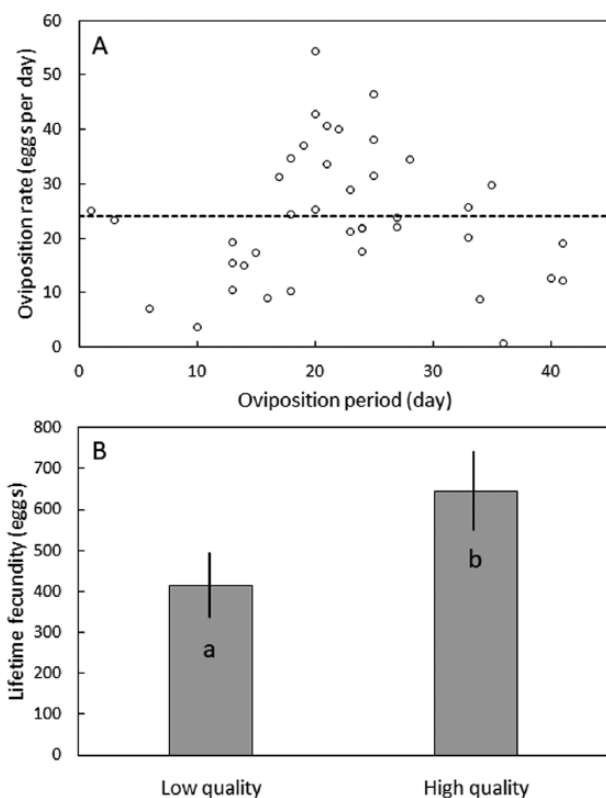 A
Oviposition rate (eggs per day)
60
50
40
30
20
10
0
0 10 20 30 40
Oviposition period (day)
B
Lifetime fecundity (eggs)
800
700
600
500
400
300
200
100
0
a
b
Low quality High quality